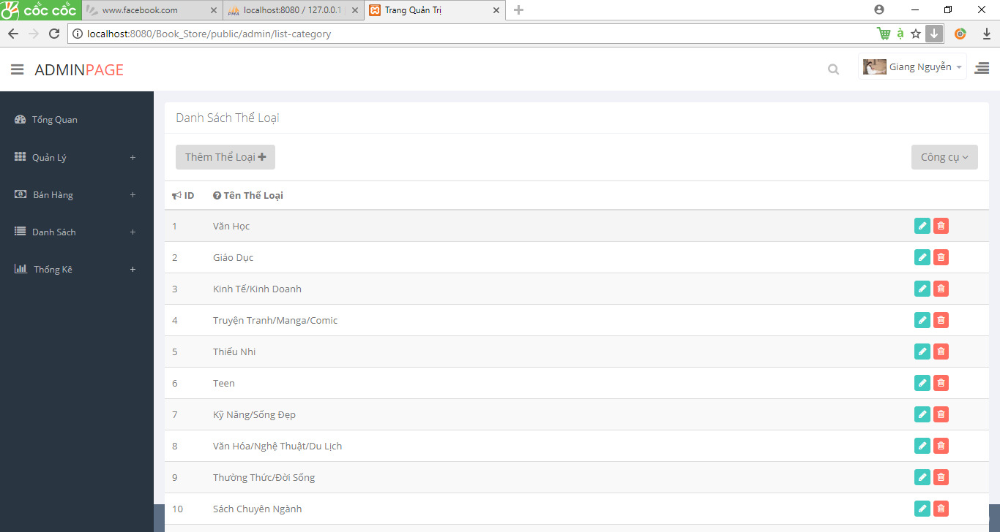 cốc cốc www.facebook.com localhost:8080 / 127.0.0.1 Trang Quản Trị
localhost:8080/Book_Store/public/admin/list-category
ADMINPAGE Giang Nguyễn
Tổng Quan
Quản Lý +
Bán Hàng +
Danh Sách +
Thống Kê +
Danh Sách Thể Loại
Thêm Thể Loại Công cụ
ID Tên Thể Loại
1 Văn Học
2 Giáo Dục
3 Kinh Tế/Kinh Doanh
4 Truyện Tranh/Manga/Comic
5 Thiếu Nhi
6 Teen
7 Kỹ Năng/Sống Đẹp
8 Văn Hóa/Nghệ Thuật/Du Lịch
9 Thường Thức/Đời Sống
10 Sách Chuyên Ngành